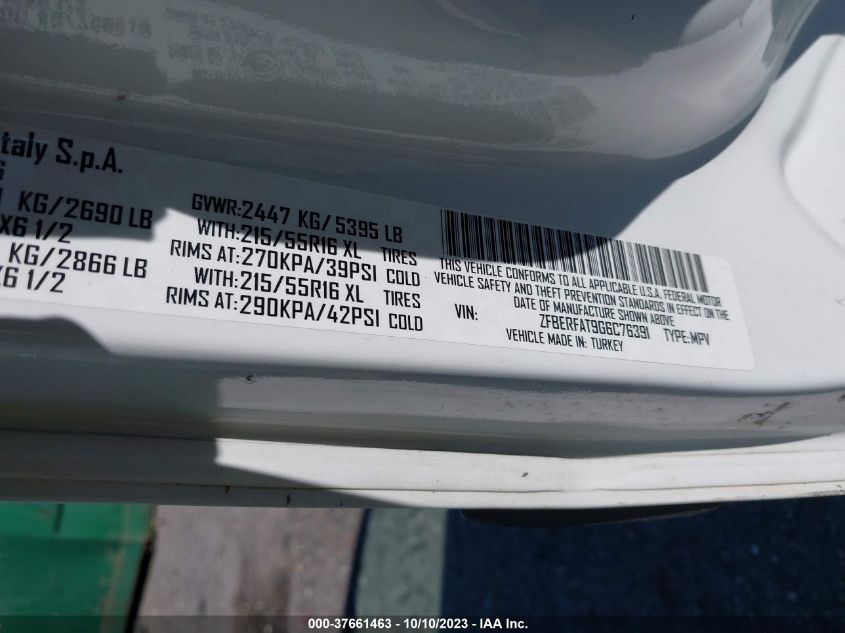 taly S.p.A.
KG/2690 LB
X6 1/2
KG/2866 LB
X6 1/2
GVWR:2447 KG/5395 LB
WITH:215/55R16 XL TIRES
RIMS AT:270KPA/39PSI COLD
WITH:215/55R16 XL TIRES
RIMS AT:290KPA/42PSI COLD
THIS VEHICLE CONFORMS TO ALL APPLICABLE U.S.A. FEDERAL MOTOR
VEHICLE SAFETY AND THEFT PREVENTION STANDARDS IN EFFECT ON THE
DATE OF MANUFACTURE SHOWN ABOVE
VIN: ZFBERFAT9G6C76391 TYPE:MPV
VEHICLE MADE IN: TURKEY
000-37661463 - 10/10/2023 - IAA Inc.